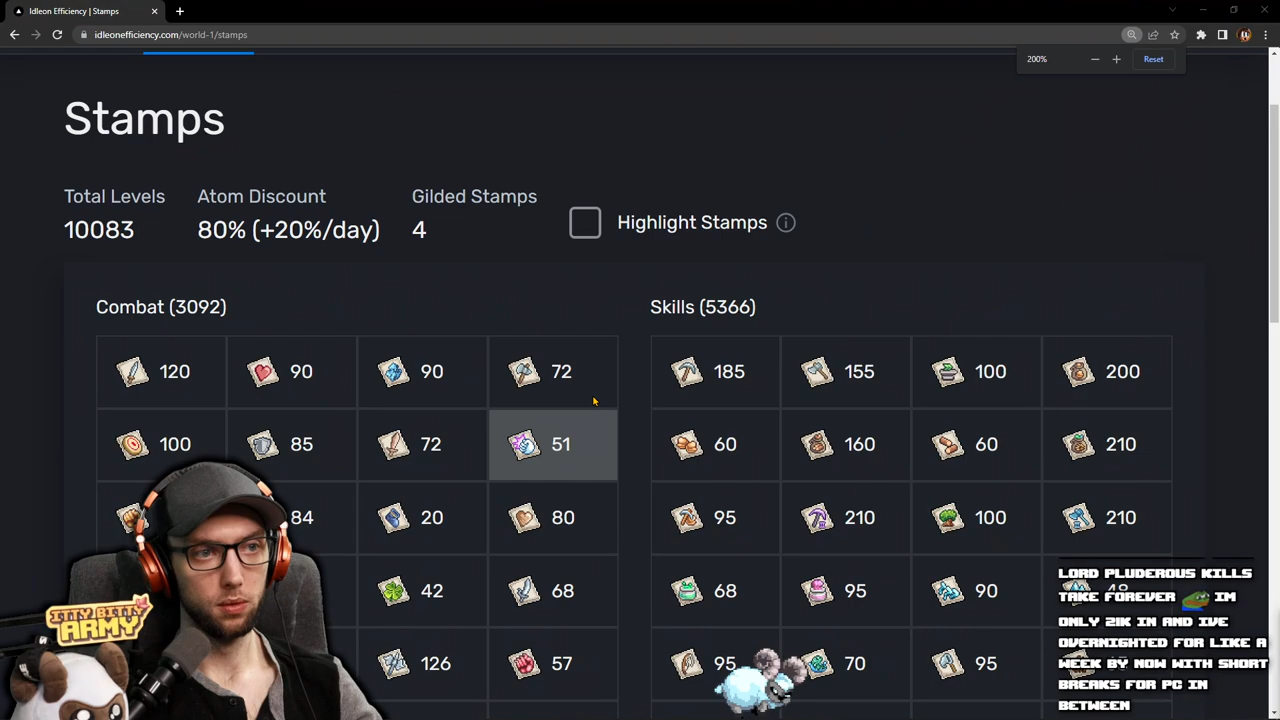 Idleon Efficiency | Stamps
idleonefficiency.com/world-1/stamps
200%
Reset
Stamps
Total Levels
Atom Discount
Gilded Stamps
10083
80% (+20%/day)
4
Highlight Stamps
Combat (3092)
Skills (5366)
120 90 90 72
185 155 100 200
100 85 72 51
60 160 60 210
84 20 80
95 210 100 210
42 68
68 95 90
126 57
95 70 95
ITTY BITTY
ARMY
LORD PLUDEROUS KILLS
TAKE FOREVER IM
ONLY 21K IN AND IVE
OVERNIGHTED FOR LIKE A
WEEK BY NOW WITH SHORT
BREAKS FOR PC IN
BETWEEN